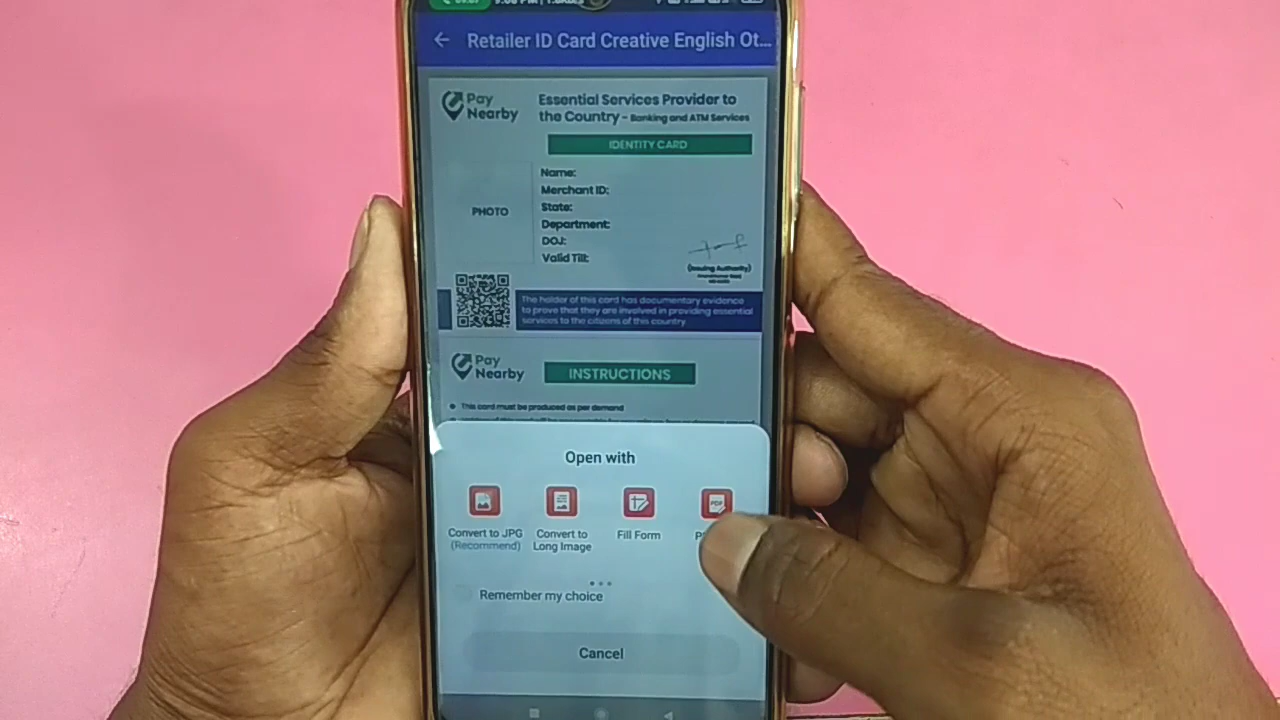 Retailer ID Card Creative English Ot...
Pay
Nearby
Essential Services Provider to
the Country - Banking and ATM Services
IDENTITY CARD
PHOTO
Name:
Merchant ID:
State:
Department:
DOJ:
Valid Till:
(Issuing Authority)
The holder of this card has documentary evidence
to prove that they are involved in providing essential
services to the citizens of this country
Pay
Nearby
INSTRUCTIONS
This card must be produced as per demand
Open with
Convert to JPG
(Recommend)
Convert to
Long Image
Fill Form
PDF
Remember my choice
Cancel